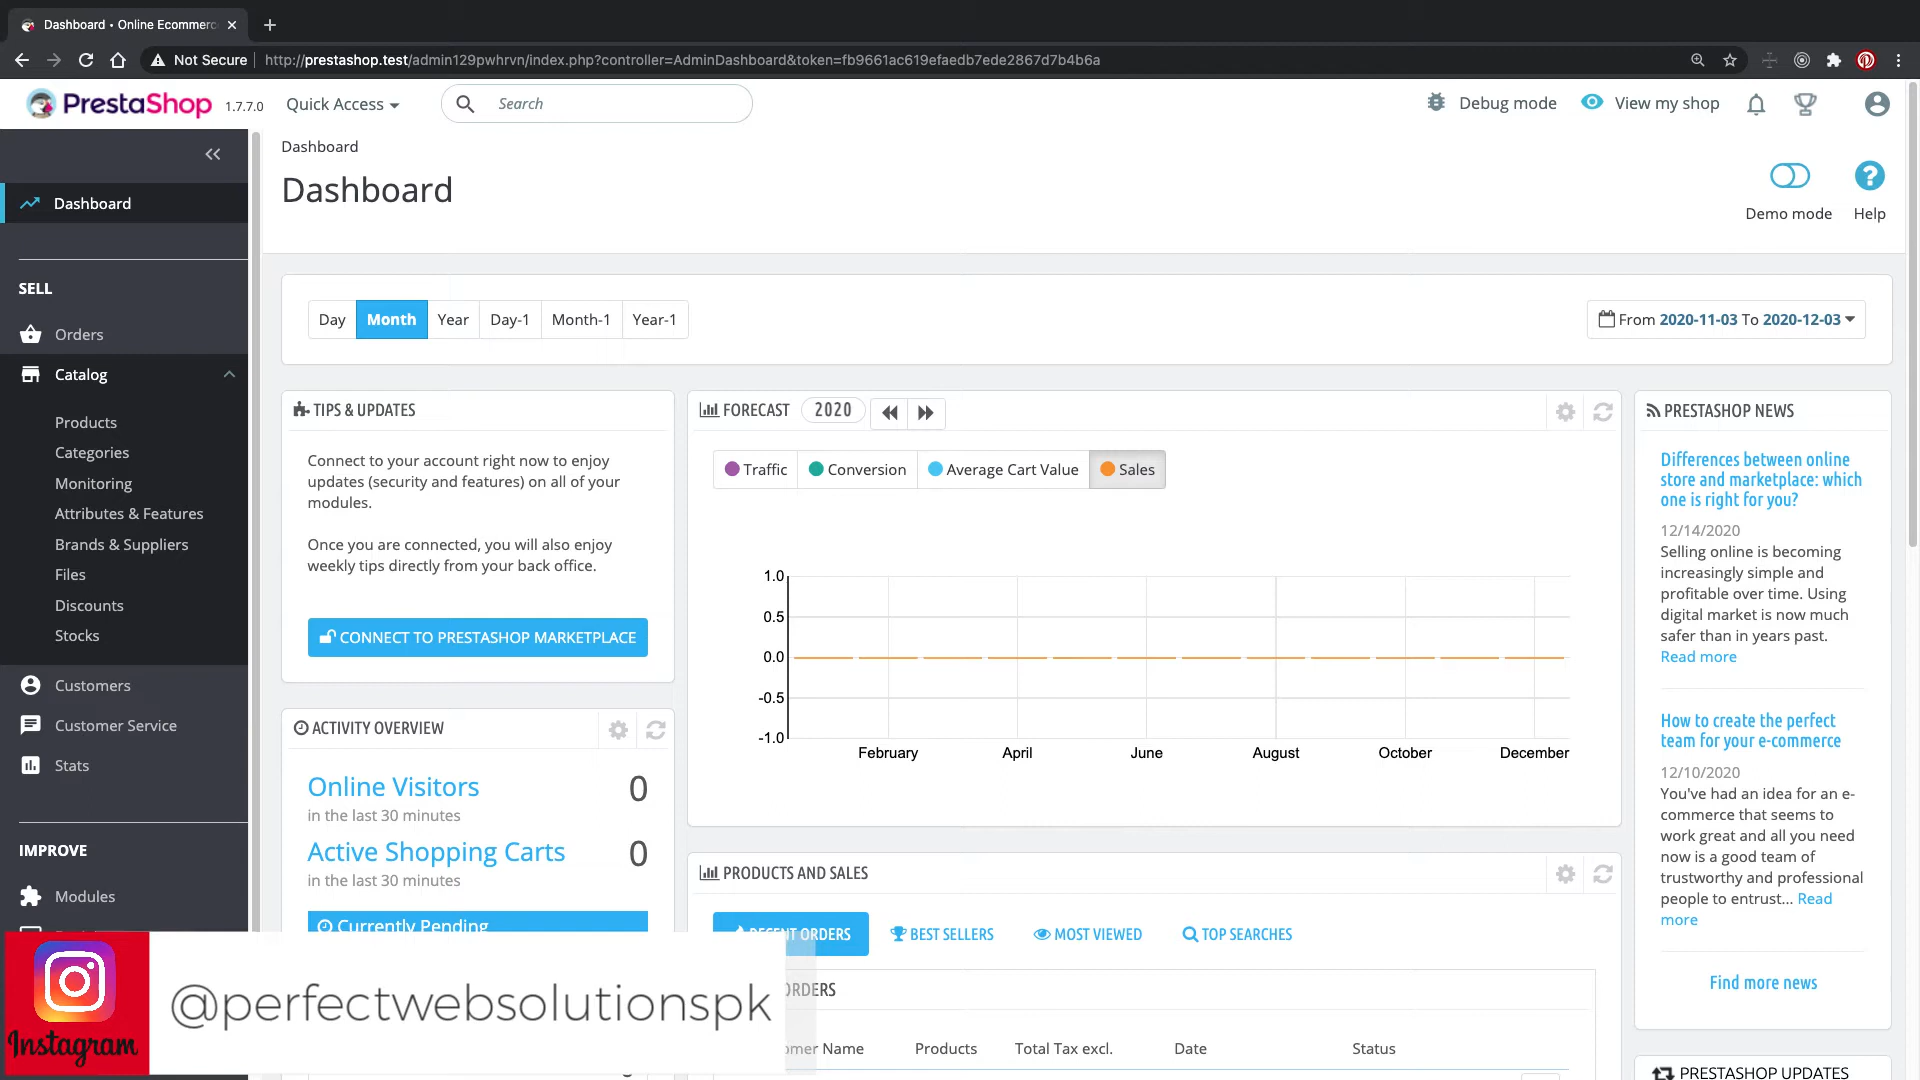 Dashboard • Online Ecommerc
Not Secure
http://prestashop.test/admin129pwhrvn/index.php?controller=AdminDashboard&token=fb9661ac619efaedb7ede2867d7b4b6a
PrestaShop 1.7.7.0
Quick Access
Search
Debug mode
View my shop
Dashboard
Dashboard
Demo mode
Help
Dashboard
SELL
Orders
Catalog
Products
Categories
Monitoring
Attributes & Features
Brands & Suppliers
Files
Discounts
Stocks
Customers
Customer Service
Stats
IMPROVE
Modules
Day Month Year Day-1 Month-1 Year-1
From 2020-11-03 To 2020-12-03
TIPS & UPDATES
Connect to your account right now to enjoy
updates (security and features) on all of your
modules.
Once you are connected, you will also enjoy
weekly tips directly from your back office.
CONNECT TO PRESTASHOP MARKETPLACE
ACTIVITY OVERVIEW
Online Visitors 0
in the last 30 minutes
Active Shopping Carts 0
in the last 30 minutes
Currently Pending
FORECAST 2020
Traffic Conversion Average Cart Value Sales
1.0
0.5
0.0
-0.5
-1.0
February April June August October December
PRODUCTS AND SALES
RECENT ORDERS BEST SELLERS MOST VIEWED TOP SEARCHES
ORDERS
omer Name Products Total Tax excl. Date Status
PRESTASHOP NEWS
Differences between online
store and marketplace: which
one is right for you?
12/14/2020
Selling online is becoming
increasingly simple and
profitable over time. Using
digital market is now much
safer than in years past.
Read more
How to create the perfect
team for your e-commerce
12/10/2020
You've had an idea for an e-
commerce that seems to
work great and all you need
now is a good team of
trustworthy and professional
people to entrust... Read
more
Find more news
PRESTASHOP UPDATES
Instagram
@perfectwebsolutionspk